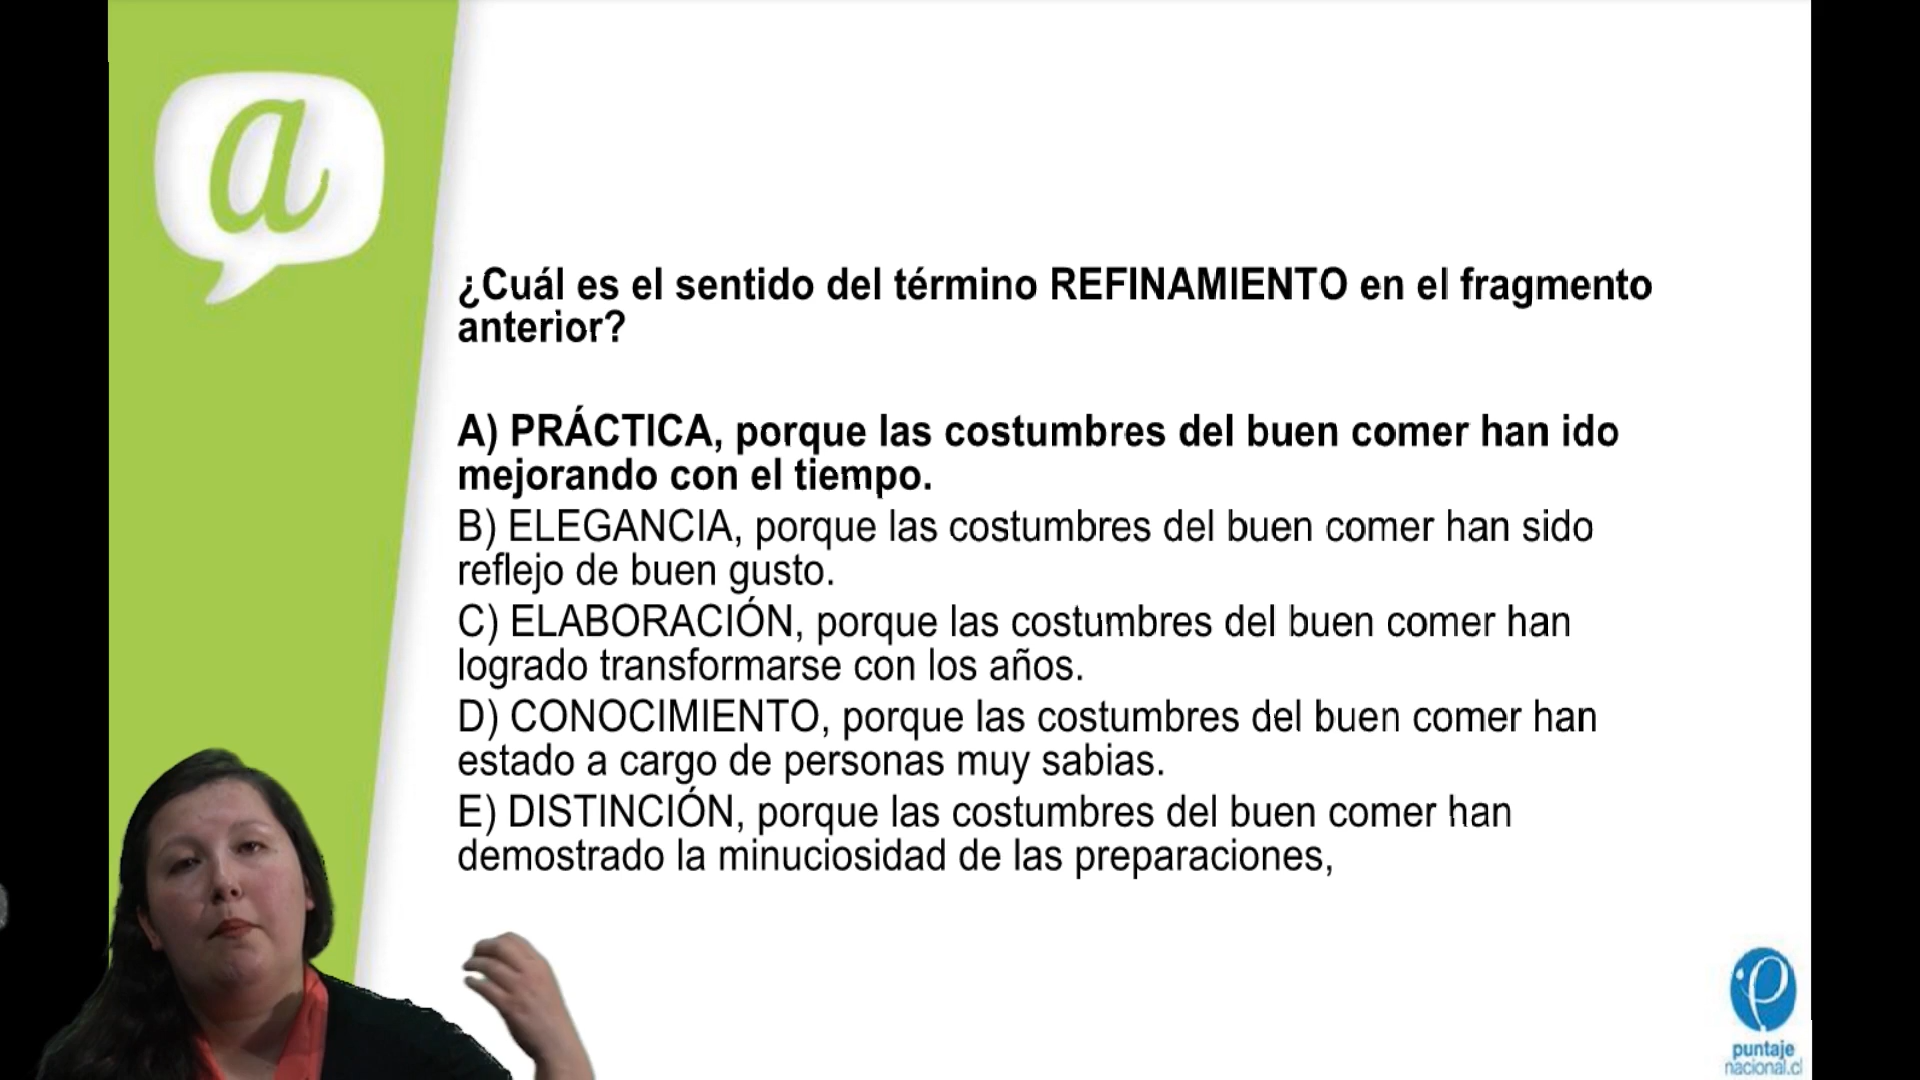 a
¿Cuál es el sentido del término REFINAMIENTO en el fragmento
anterior?
A) PRÁCTICA, porque las costumbres del buen comer han ido
mejorando con el tiempo.
B) ELEGANCIA, porque las costumbres del buen comer han sido
reflejo de buen gusto.
C) ELABORACIÓN, porque las costumbres del buen comer han
logrado transformarse con los años.
D) CONOCIMIENTO, porque las costumbres del buen comer han
estado a cargo de personas muy sabias.
E) DISTINCIÓN, porque las costumbres del buen comer han
demostrado la minuciosidad de las preparaciones,
puntaje
nacional.cl